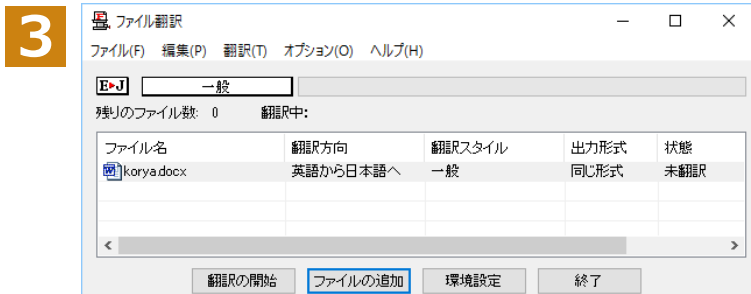 3
ファイル翻訳
ファイル(F) 編集(P) 翻訳(T) オプション(O) ヘルプ(H)
E▸J 一般
残りのファイル数: 0 翻訳中:
ファイル名 翻訳方向 翻訳スタイル 出力形式 状態
korya.docx 英語から日本語へ 一般 同じ形式 未翻訳
翻訳の開始 ファイルの追加 環境設定 終了